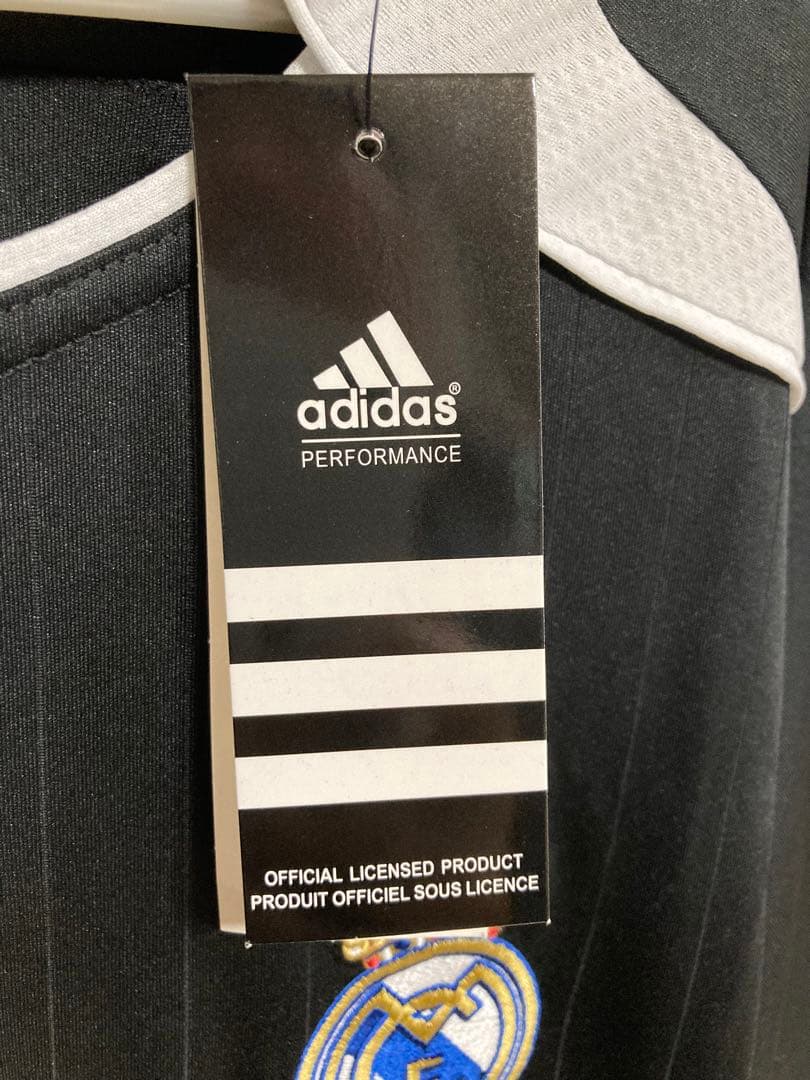 adidas®
PERFORMANCE
OFFICIAL LICENSED PRODUCT
PRODUIT OFFICIEL SOUS LICENCE